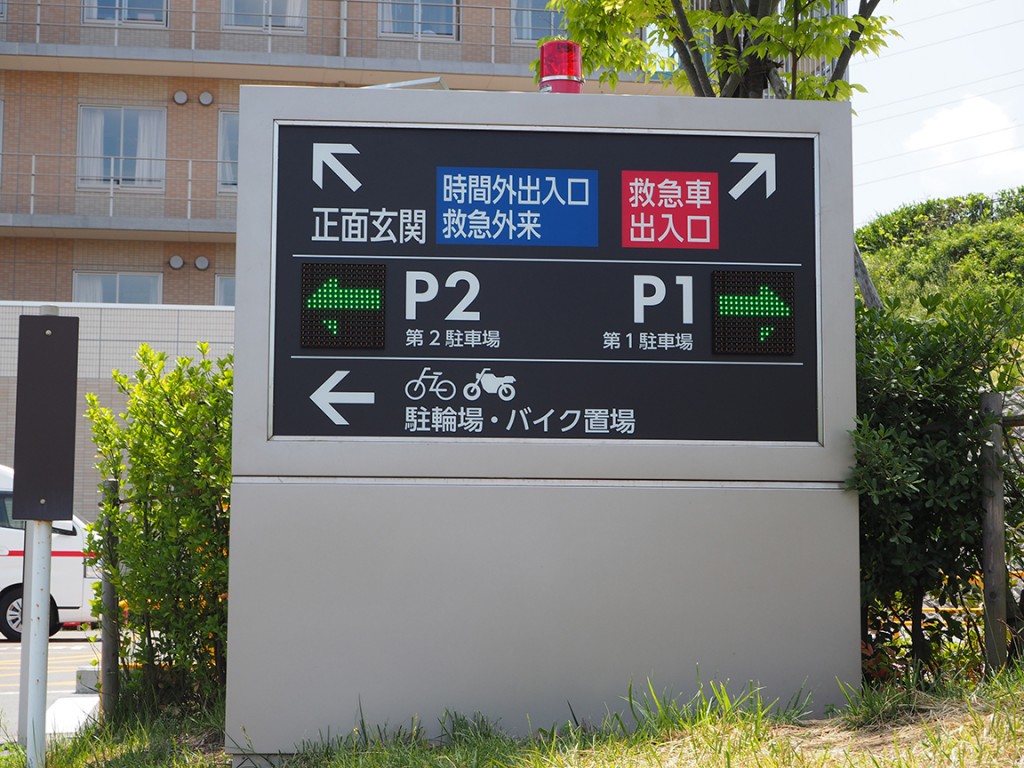 正面玄関
時間外出入口
救急外来
救急車
出入口
P2
第2駐車場
P1
第1駐車場
駐輪場・バイク置場